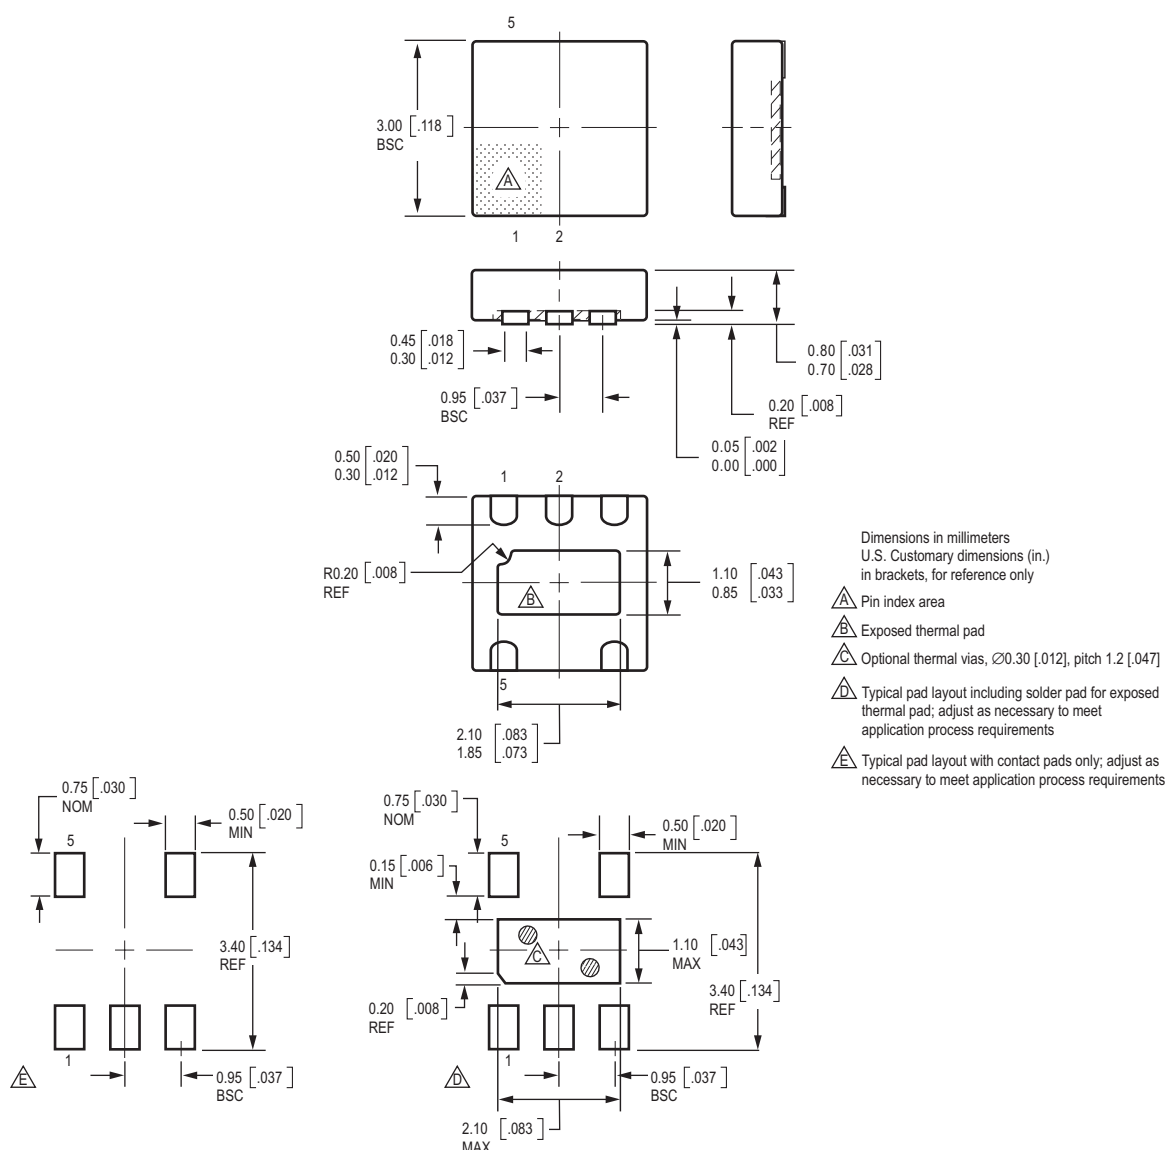 5
3.00 [.118]
BSC
A
1 2
0.45 [.018
0.30 .012]
0.95 [.037]
BSC
0.80 [.031
0.70 .028]
0.20 [.008]
REF
0.05 [.002
0.00 .000]
0.50 [.020
0.30 .012]
1 2
R0.20 [.008]
REF
B
1.10 [.043
0.85 .033]
5
2.10 [.083
1.85 .073]
Dimensions in millimeters
U.S. Customary dimensions (in.)
in brackets, for reference only
A Pin index area
B Exposed thermal pad
C Optional thermal vias, ∅0.30 [.012], pitch 1.2 [.047]
D Typical pad layout including solder pad for exposed
thermal pad; adjust as necessary to meet
application process requirements
E Typical pad layout with contact pads only; adjust as
necessary to meet application process requirements
0.75 [.030]
NOM
0.50 [.020]
MIN
5
3.40 [.134]
REF
1
E
0.95 [.037]
BSC
0.75 [.030]
NOM
0.50 [.020]
MIN
5
0.15 [.006]
MIN
C
1.10 [.043]
MAX
3.40 [.134]
REF
0.20 [.008]
REF
1
D
0.95 [.037]
BSC
2.10 [.083]
MAX